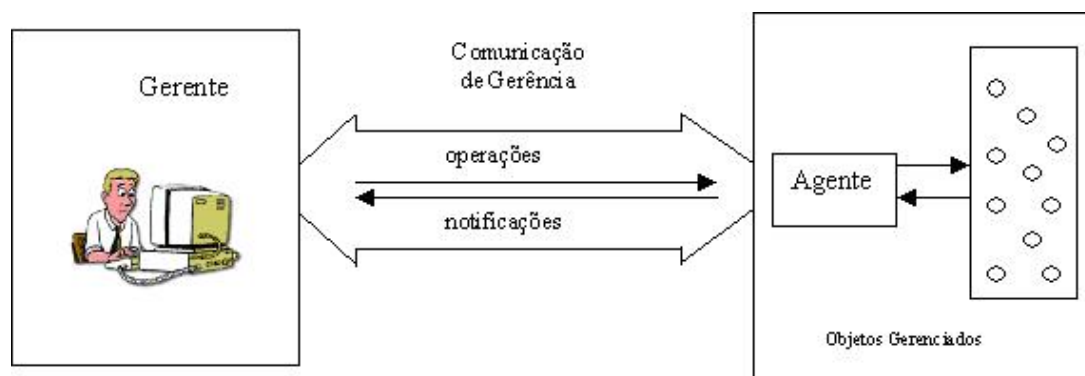 Gerente
Comunicação
de Gerência
operações
notificações
Agente
Objetos Gerenciados